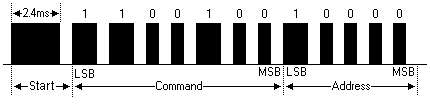 2.4ms 1 1 0 0 1 0 0 1 0 0 0 0
LSB MSB LSB MSB
Start Command Address